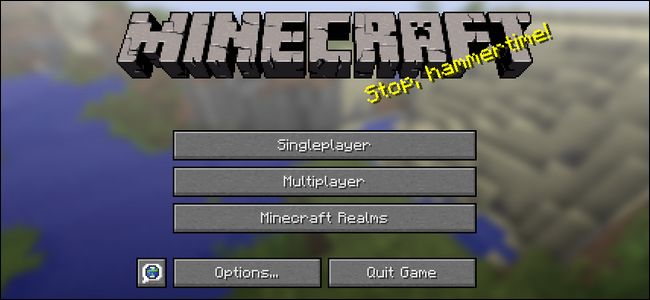 MINECRAFT
Stop, hammertime!
Singleplayer
Multiplayer
Minecraft Realms
Options...
Quit Game